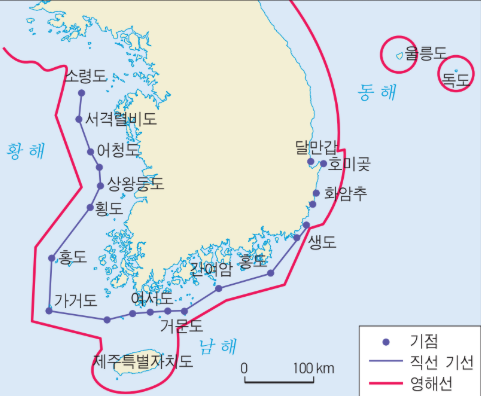 울릉도
독도
동 해
소령도
서격렬비도
어청도
상왕등도
횡도
황 해
홍도
가거도
달만갑
호미곶
화암추
생도
홍도
간여암
여서도
거문도
남 해
제주특별자치도
0 100 km
기점
직선 기선
영해선